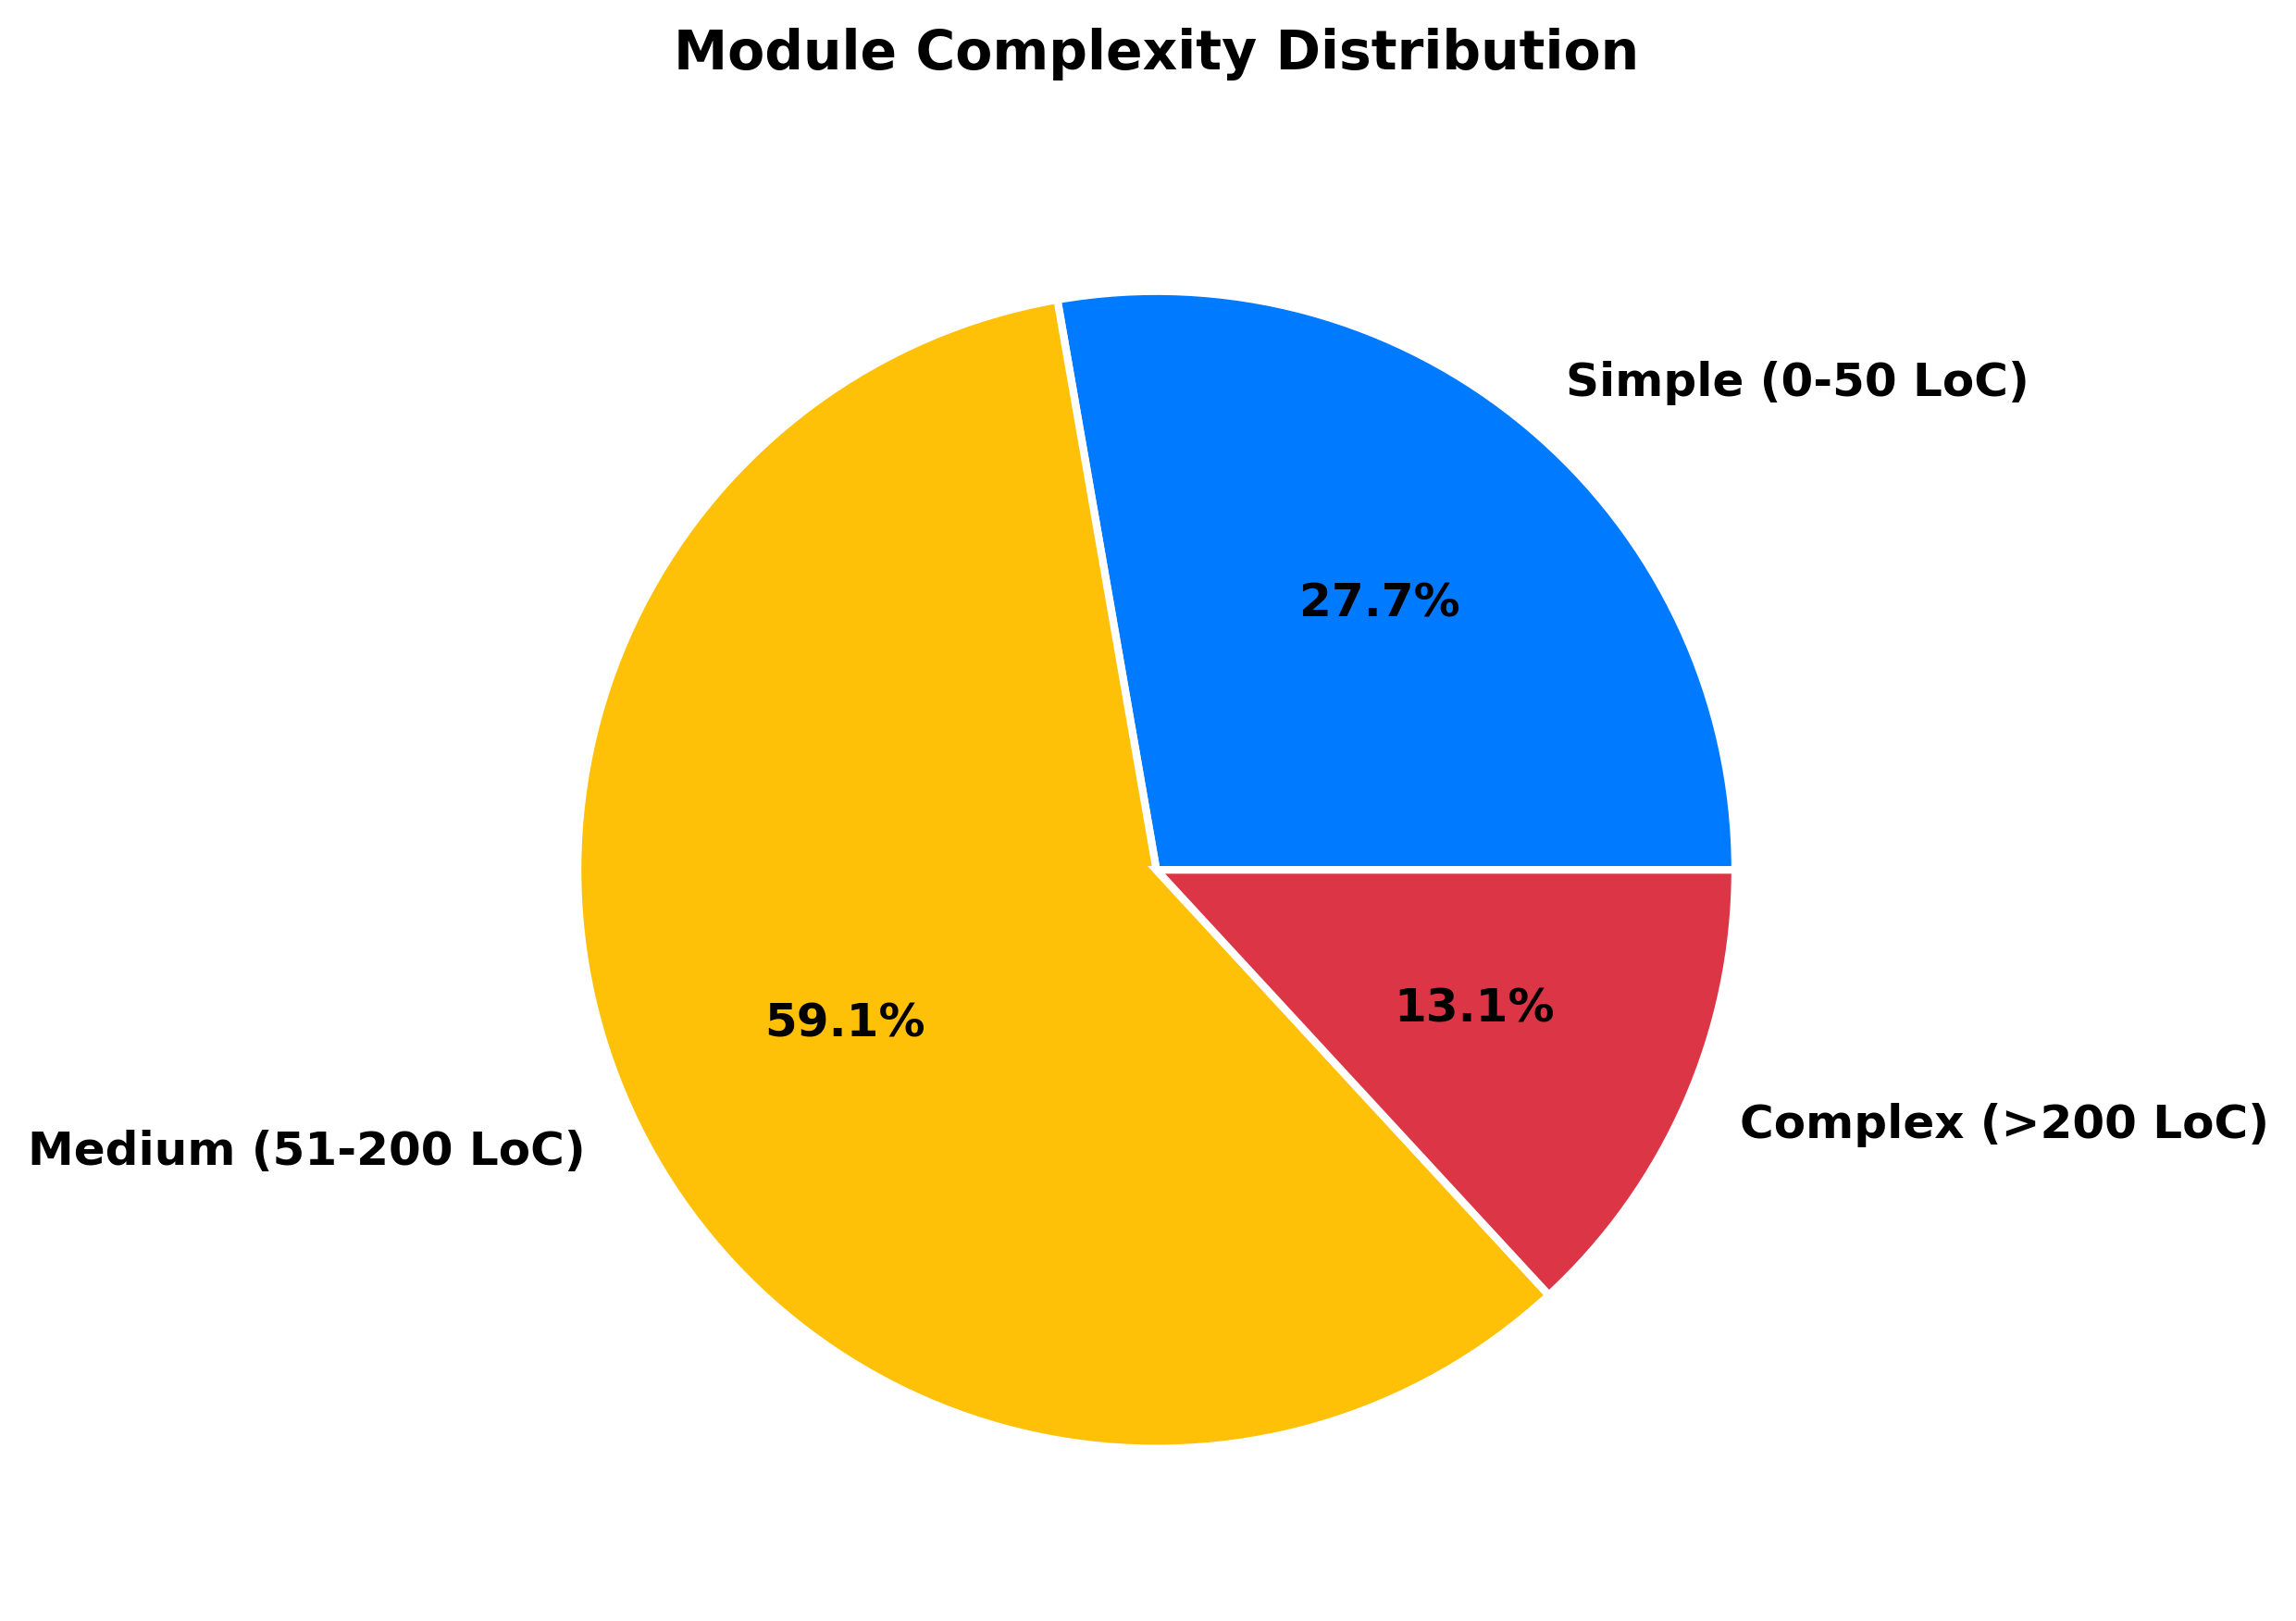 Module Complexity Distribution
Simple (0-50 LoC)
27.7%
59.1%
13.1%
Medium (51-200 LoC)
Complex (>200 LoC)